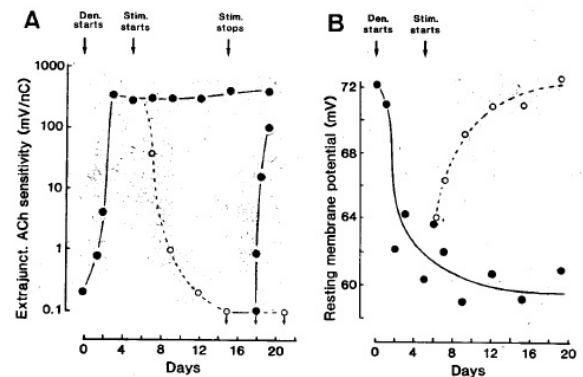 A
Den.
starts
Stim.
starts
Stim.
stops
Extrajunct. ACh sensitivity (mV/nC)
1000
100
10
1
0.1
0 4 8 12 16 20
Days
B
Den.
starts
Stim.
starts
Resting membrane potential (mV)
72
68
64
60
0 4 8 12 16 20
Days